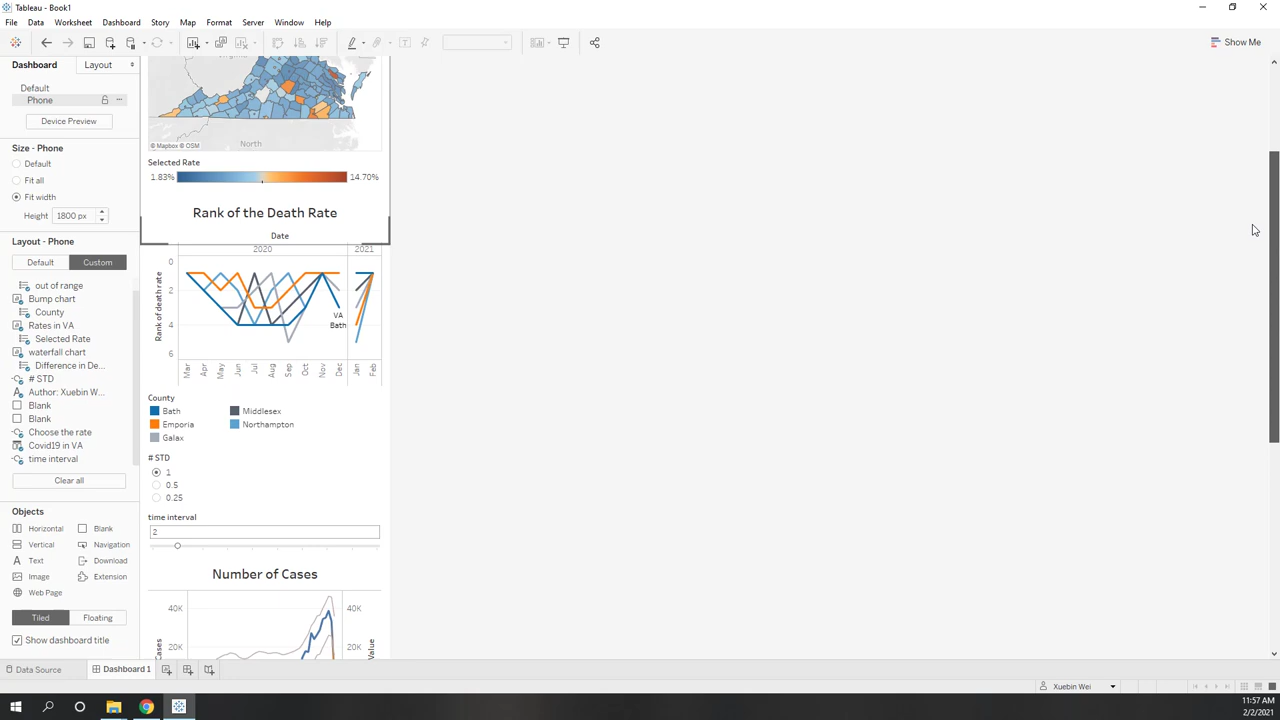 Tableau - Book1
File Data Worksheet Dashboard Story Map Format Server Window Help
Show Me
Dashboard Layout
Default
Phone
Device Preview
Size - Phone
Default
Fit all
Fit width
Height 1800 px
Layout - Phone
Default Custom
out of range
Bump chart
County
Rates in VA
Selected Rate
waterfall chart
Difference in De...
# STD
Author: Xuebin W...
Blank
Blank
Choose the rate
Covid19 in VA
time interval
Clear all
Objects
Horizontal Blank
Vertical Navigation
Text Download
Image Extension
Web Page
Tiled Floating
Show dashboard title
Virginia
© Mapbox © OSM
North
Selected Rate
1.83% 14.70%
Rank of the Death Rate
Date
2020 2021
Rank of death rate
0
2
4
6
VA
Bath
Mar Apr May Jun Jul Aug Sep Oct Nov Dec Jan Feb
County
Bath Middlesex
Emporia Northampton
Galax
# STD
1
0.5
0.25
time interval
2
Number of Cases
40K 40K
20K 20K
Cases Value
Data Source Dashboard 1
Xuebin Wei
11:57 AM
2/2/2021